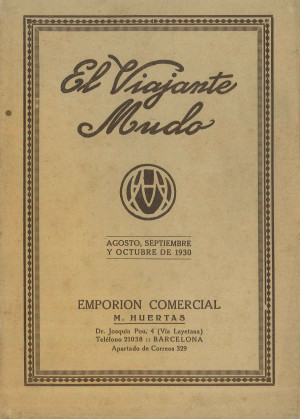 El Viajante
Mudo
AGOSTO, SEPTIEMBRE
Y OCTUBRE DE 1930
EMPORION COMERCIAL
M. HUERTAS
Dr. Joaquín Pou, 4 (Vía Layetana)
Teléfono 21038 :: BARCELONA
Apartado de Correos 329